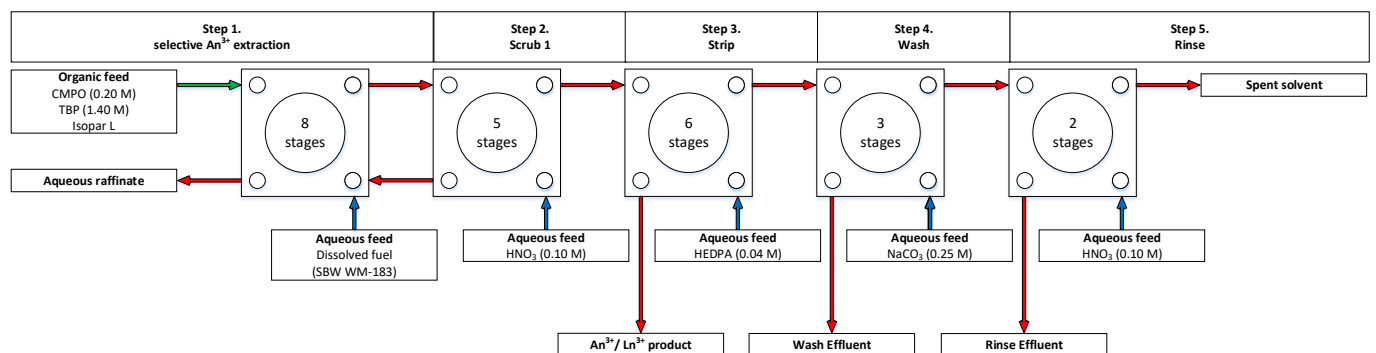 Step 1.
selective An³⁺ extraction
Step 2.
Scrub 1
Step 3.
Strip
Step 4.
Wash
Step 5.
Rinse
Organic feed
CMPO (0.20 M)
TBP (1.40 M)
Isopar L
8
stages
5
stages
6
stages
3
stages
2
stages
Spent solvent
Aqueous raffinate
Aqueous feed
Dissolved fuel
(SBW WM-183)
Aqueous feed
HNO₃ (0.10 M)
Aqueous feed
HEDPA (0.04 M)
Aqueous feed
NaCO₃ (0.25 M)
Aqueous feed
HNO₃ (0.10 M)
An³⁺/ Ln³⁺ product
Wash Effluent
Rinse Effluent